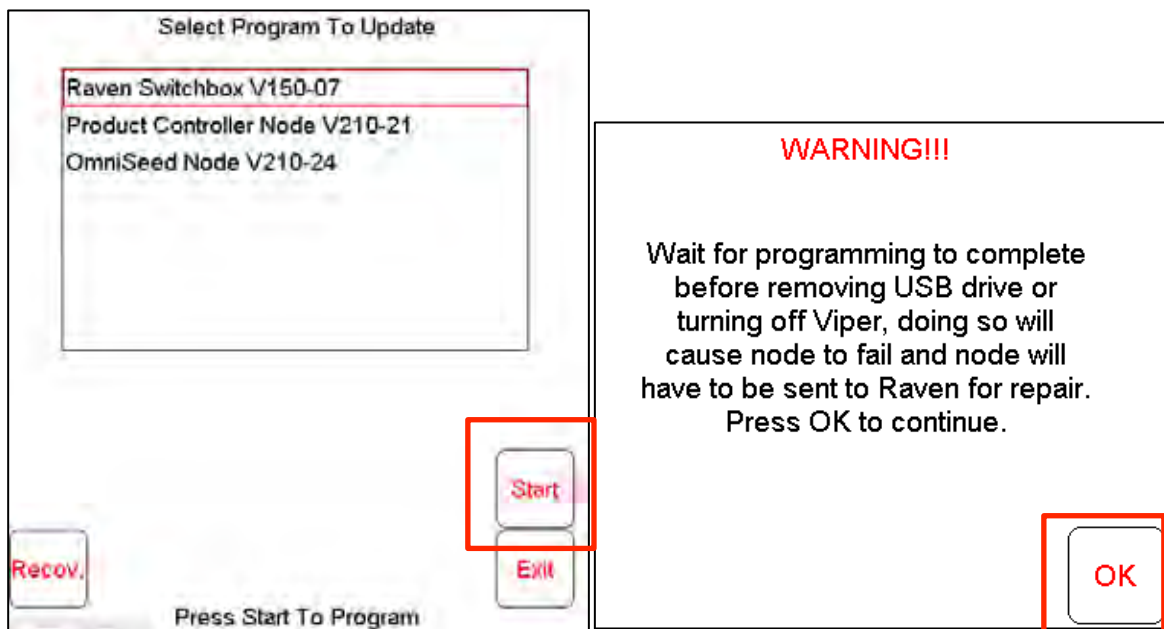 Select Program To Update
Raven Switchbox V150-07
Product Controller Node V210-21
OmniSeed Node V210-24
Start
Recov.
Exit
Press Start To Program
WARNING!!!
Wait for programming to complete
before removing USB drive or
turning off Viper, doing so will
cause node to fail and node will
have to be sent to Raven for repair.
Press OK to continue.
OK